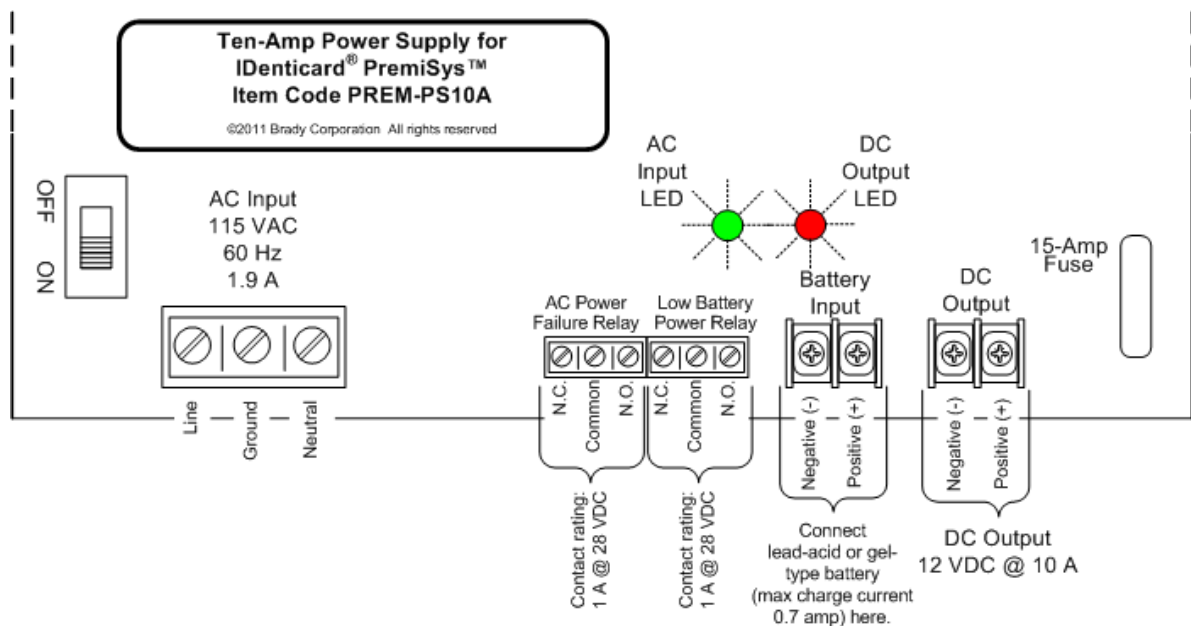 Ten-Amp Power Supply for
IDenticard® PremiSys™
Item Code PREM-PS10A
©2011 Brady Corporation All rights reserved
OFF
ON
AC Input
115 VAC
60 Hz
1.9 A
Line
Ground
Neutral
AC
Input
LED
DC
Output
LED
AC Power
Failure Relay
N.C.
Common
N.O.
Contact rating:
1 A @ 28 VDC
Low Battery
Power Relay
N.C.
Common
N.O.
Contact rating:
1 A @ 28 VDC
Battery
Input
Negative (-)
Positive (+)
Connect
lead-acid or gel-
type battery
(max charge current
0.7 amp) here.
DC
Output
Negative (-)
Positive (+)
DC Output
12 VDC @ 10 A
15-Amp
Fuse